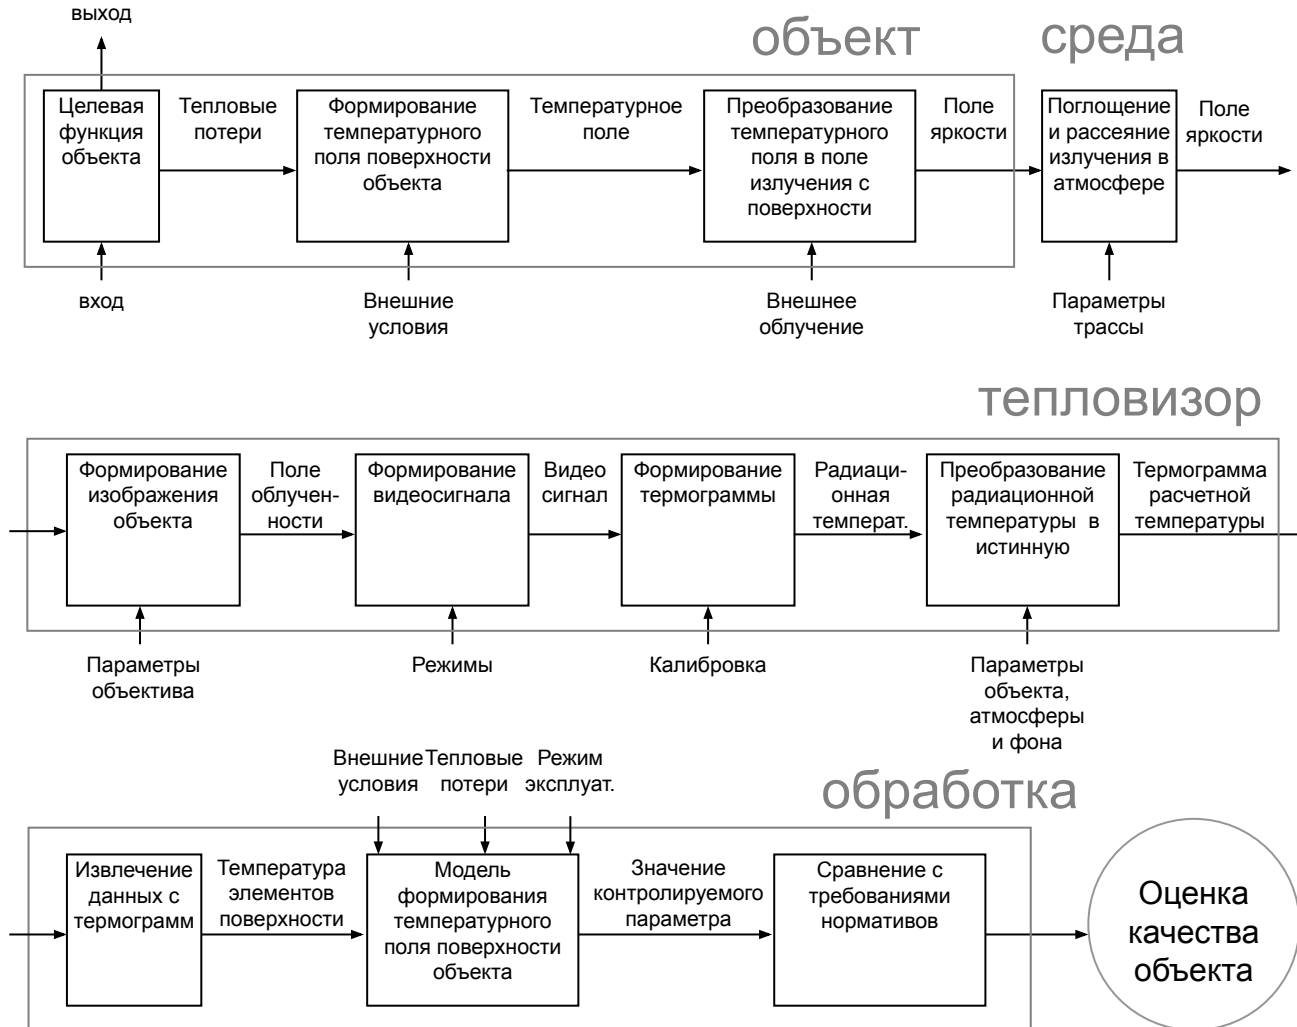 выход
объект
среда
Целевая
функция
объекта
Тепловые
потери
Формирование
температурного
поля поверхности
объекта
Температурное
поле
Преобразование
температурного
поля в поле
излучения с
поверхности
Поле
яркости
Поглощение
и рассеяние
излучения в
атмосфере
Поле
яркости
вход
Внешние
условия
Внешнее
облучение
Параметры
трассы
тепловизор
Формирование
изображения
объекта
Поле
облучен-
ности
Формирование
видеосигнала
Видео
сигнал
Формирование
термограммы
Радиаци-
онная
температ.
Преобразование
радиационной
температуры в
истинную
Термограмма
расчетной
температуры
Параметры
объектива
Режимы
Калибровка
Параметры
объекта,
атмосферы
и фона
Внешние
условия
Тепловые
потери
Режим
эксплуат.
обработка
Извлечение
данных с
термограмм
Температура
элементов
поверхности
Модель
формирования
температурного
поля поверхности
объекта
Значение
контролируемого
параметра
Сравнение с
требованиями
нормативов
Оценка
качества
объекта